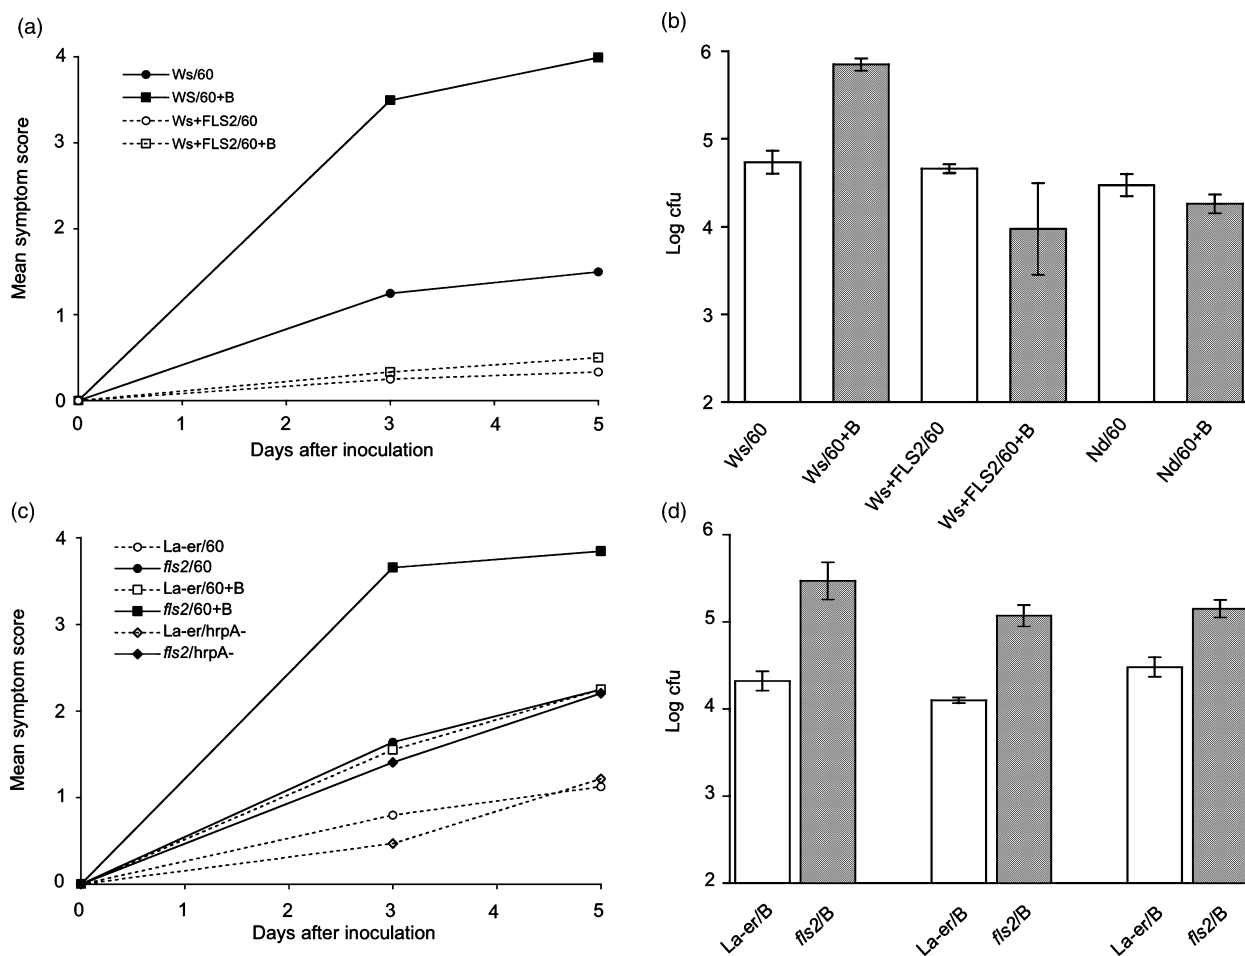 (a)
4
3
2
1
0
Mean symptom score
Ws/60
WS/60+B
Ws+FLS2/60
Ws+FLS2/60+B
0 1 2 3 4 5
Days after inoculation
(b)
6
5
4
3
2
Log cfu
Ws/60
Ws/60+B
Ws+FLS2/60
Ws+FLS2/60+B
Nd/60
Nd/60+B
(c)
4
3
2
1
0
Mean symptom score
La-er/60
fls2/60
La-er/60+B
fls2/60+B
La-er/hrpA-
fls2/hrpA-
0 1 2 3 4 5
Days after inoculation
(d)
6
5
4
3
2
Log cfu
La-er/B
fls2/B
La-er/B
fls2/B
La-er/B
fls2/B